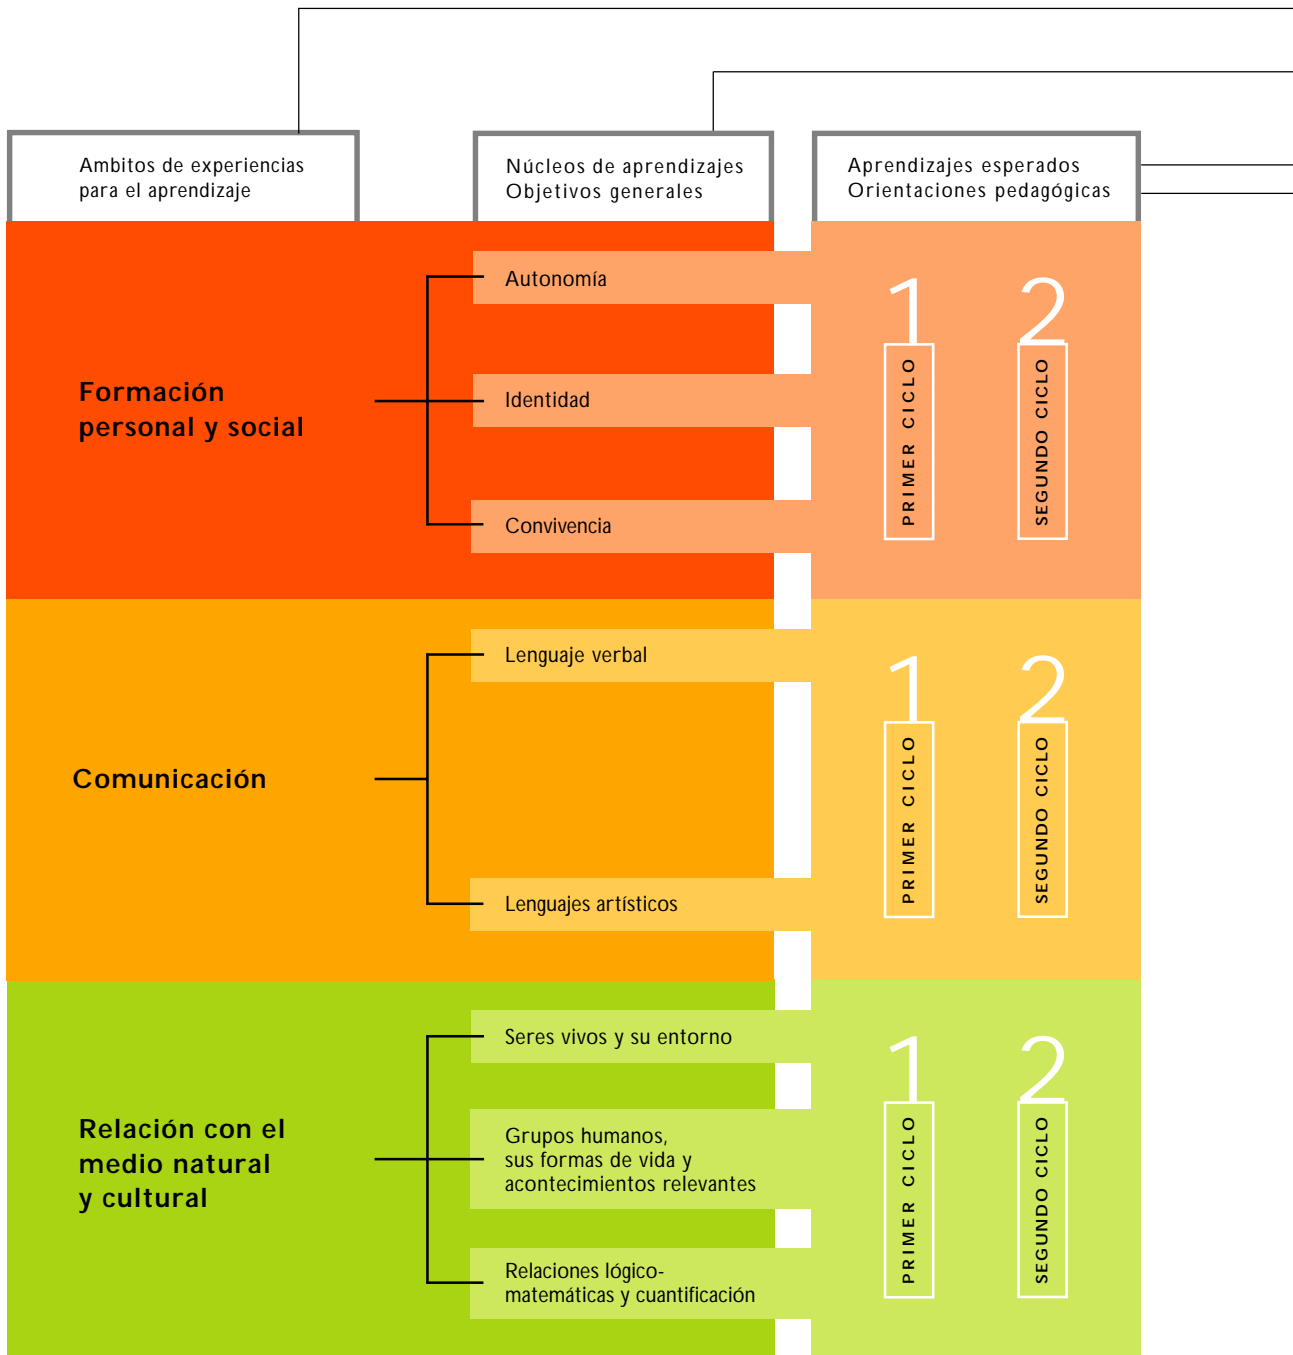 Ambitos de experiencias
para el aprendizaje
Núcleos de aprendizajes
Objetivos generales
Aprendizajes esperados
Orientaciones pedagógicas
Formación
personal y social
Autonomía
Identidad
Convivencia
1
PRIMER CICLO
2
SEGUNDO CICLO
Comunicación
Lenguaje verbal
Lenguajes artísticos
1
PRIMER CICLO
2
SEGUNDO CICLO
Relación con el
medio natural
y cultural
Seres vivos y su entorno
Grupos humanos,
sus formas de vida y
acontecimientos relevantes
Relaciones lógico-
matemáticas y cuantificación
1
PRIMER CICLO
2
SEGUNDO CICLO